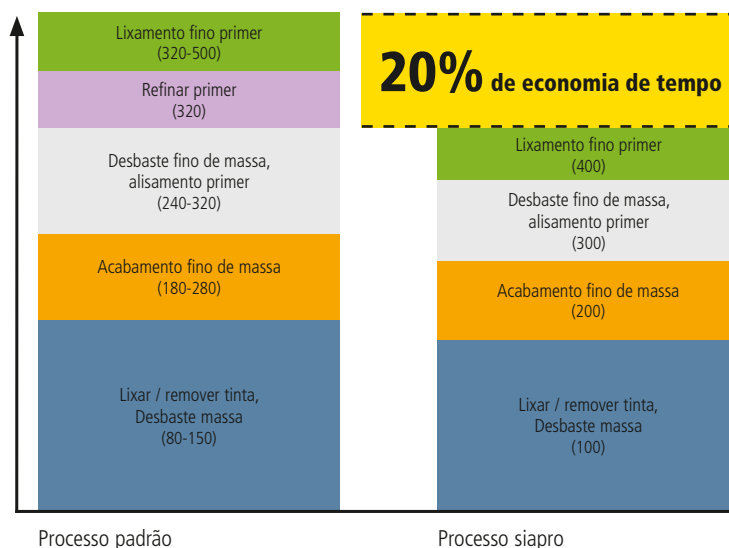 Lixamento fino primer
(320-500)
Refinar primer
(320)
Desbaste fino de massa,
alisamento primer
(240-320)
Acabamento fino de massa
(180-280)
Lixar / remover tinta,
Desbaste massa
(80-150)
Processo padrão
20% de economia de tempo
Lixamento fino primer
(400)
Desbaste fino de massa,
alisamento primer
(300)
Acabamento fino de massa
(200)
Lixar / remover tinta,
Desbaste massa
(100)
Processo siapro